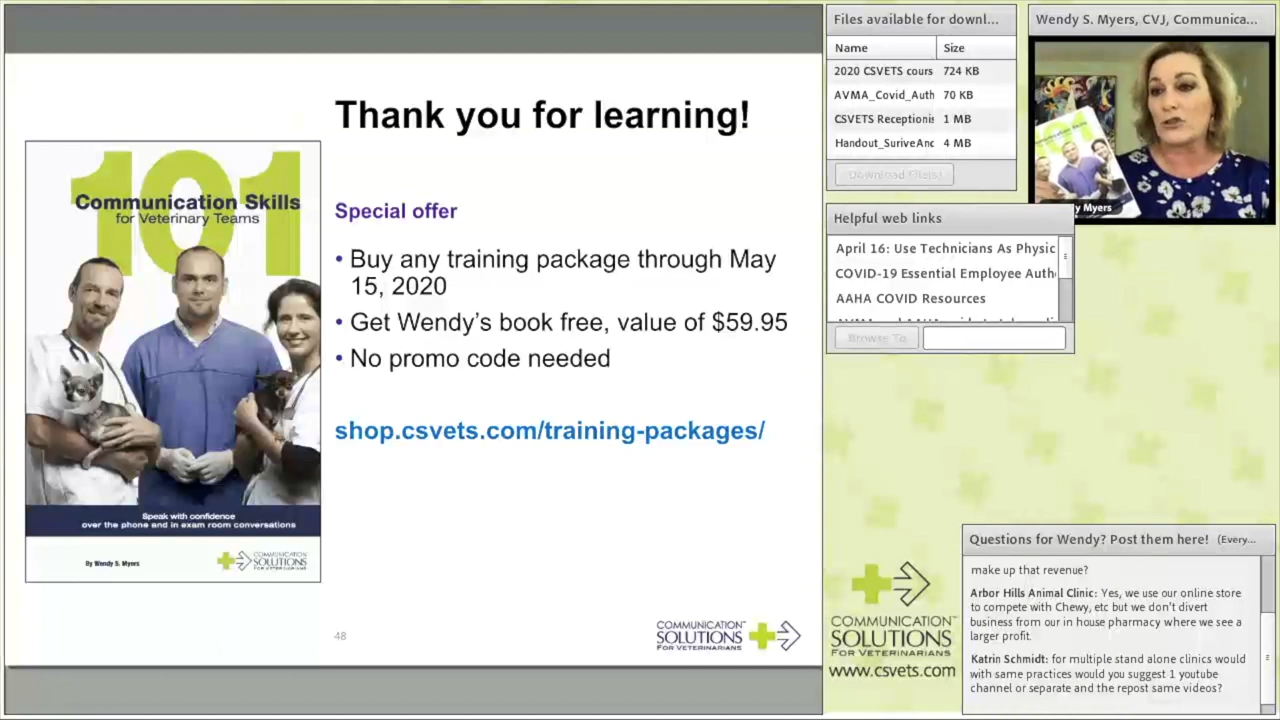 Thank you for learning!
101
Communication Skills
for Veterinary Teams
Speak with confidence
over the phone and in exam room conversations
By Wendy S. Myers
COMMUNICATION
SOLUTIONS
FOR VETERINARIANS
Special offer
• Buy any training package through May
15, 2020
• Get Wendy's book free, value of $59.95
• No promo code needed
shop.csvets.com/training-packages/
48
COMMUNICATION™
SOLUTIONS
FOR VETERINARIANS
Files available for downl...
Name Size
2020 CSVETS cours 724 KB
AVMA_Covid_Auth 70 KB
CSVETS Receptionis 1 MB
Handout_SuriveAnc 4 MB
Download File(s)
Wendy S. Myers, CVJ, Communica...
Communication Skills
y Myers
Helpful web links
April 16: Use Technicians As Physic
COVID-19 Essential Employee Auth
AAHA COVID Resources
Browse To
COMMUNICATION™
SOLUTIONS
FOR VETERINARIANS
www.csvets.com
Questions for Wendy? Post them here! (Every...
make up that revenue?
Arbor Hills Animal Clinic: Yes, we use our online store
to compete with Chewy, etc but we don't divert
business from our in house pharmacy where we see a
larger profit.
Katrin Schmidt: for multiple stand alone clinics would
with same practices would you suggest 1 youtube
channel or separate and the repost same videos?